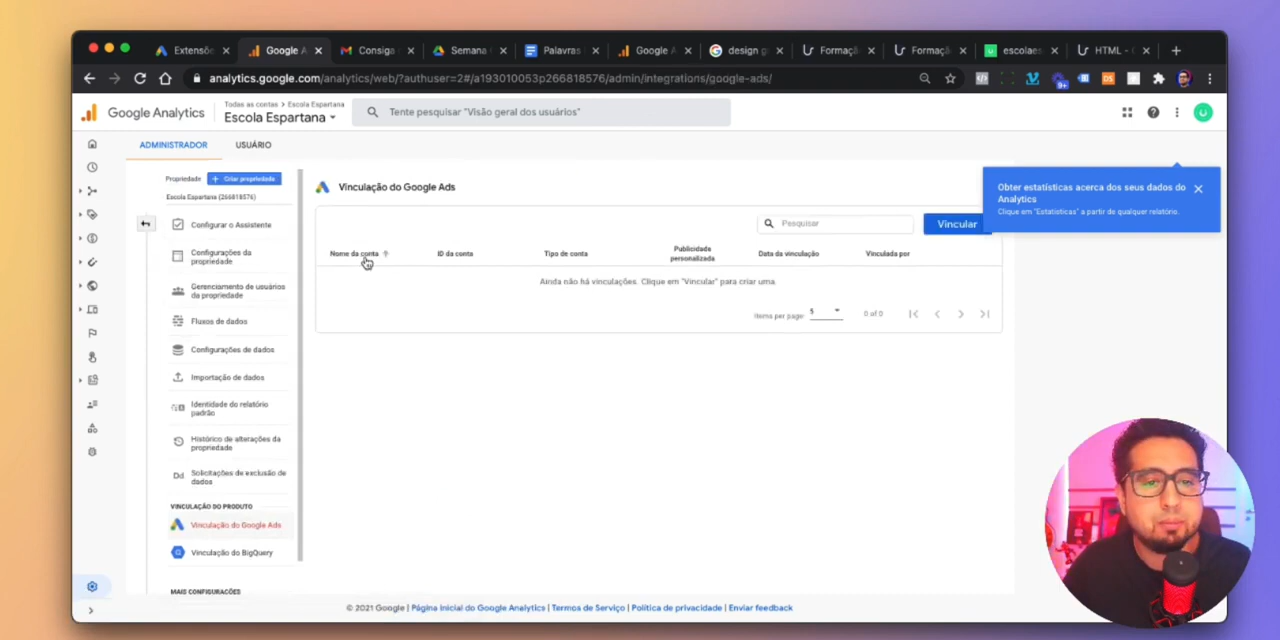 Extensõe
Google A
Consiga
Semana
Palavras
Google A
design g
Formaçã
Formaçã
escolaes
HTML - C
analytics.google.com/analytics/web/?authuser=2#/a193010053p266818576/admin/integrations/google-ads/
Google Analytics
Todas as contas > Escola Espartana
Escola Espartana
Tente pesquisar "Visão geral dos usuários"
ADMINISTRADOR
USUÁRIO
Propriedade
+ Criar propriedade
Escola Espartana (266818576)
Configurar o Assistente
Configurações da
propriedade
Gerenciamento de usuários
da propriedade
Fluxos de dados
Configurações de dados
Importação de dados
Identidade do relatório
padrão
Histórico de alterações da
propriedade
Dd Solicitações de exclusão de
dados
VINCULAÇÃO DO PRODUTO
Vinculação do Google Ads
Vinculação do BigQuery
MAIS CONFIGURAÇÕES
Vinculação do Google Ads
Pesquisar
Vincular
Nome da conta
ID da conta
Tipo de conta
Publicidade
personalizada
Data da vinculação
Vinculada por
Ainda não há vinculações. Clique em "Vincular" para criar uma.
Items per page: 5
0 of 0
Obter estatísticas acerca dos seus dados do
Analytics
Clique em "Estatísticas" a partir de qualquer relatório.
© 2021 Google | Página inicial do Google Analytics | Termos de Serviço | Política de privacidade | Enviar feedback